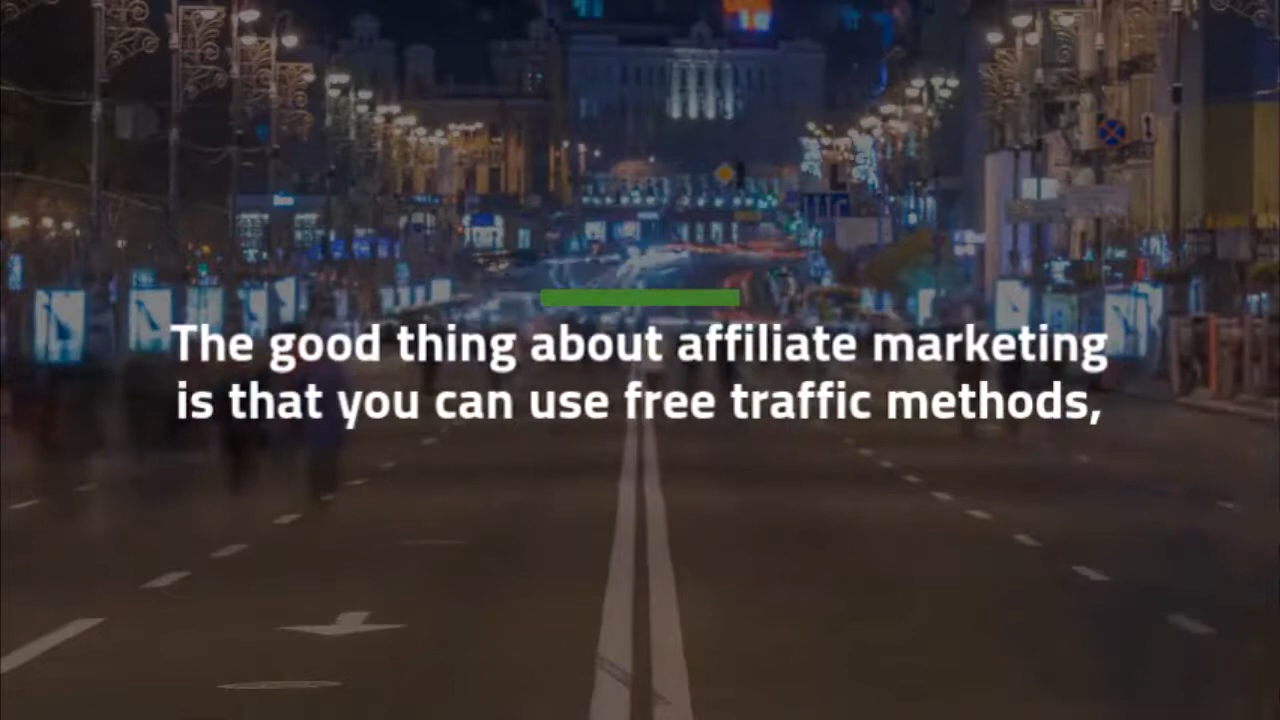 The good thing about affiliate marketing
is that you can use free traffic methods,